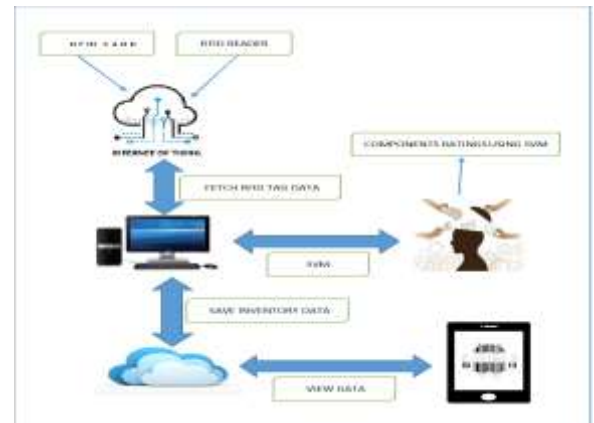 RFID CARD
RFID READER
INTERNET OF THING
COMPONENTS RATINGS USING SVM
FETCH RFID TAG DATA
SVM
SAVE INVENTORY DATA
VIEW DATA